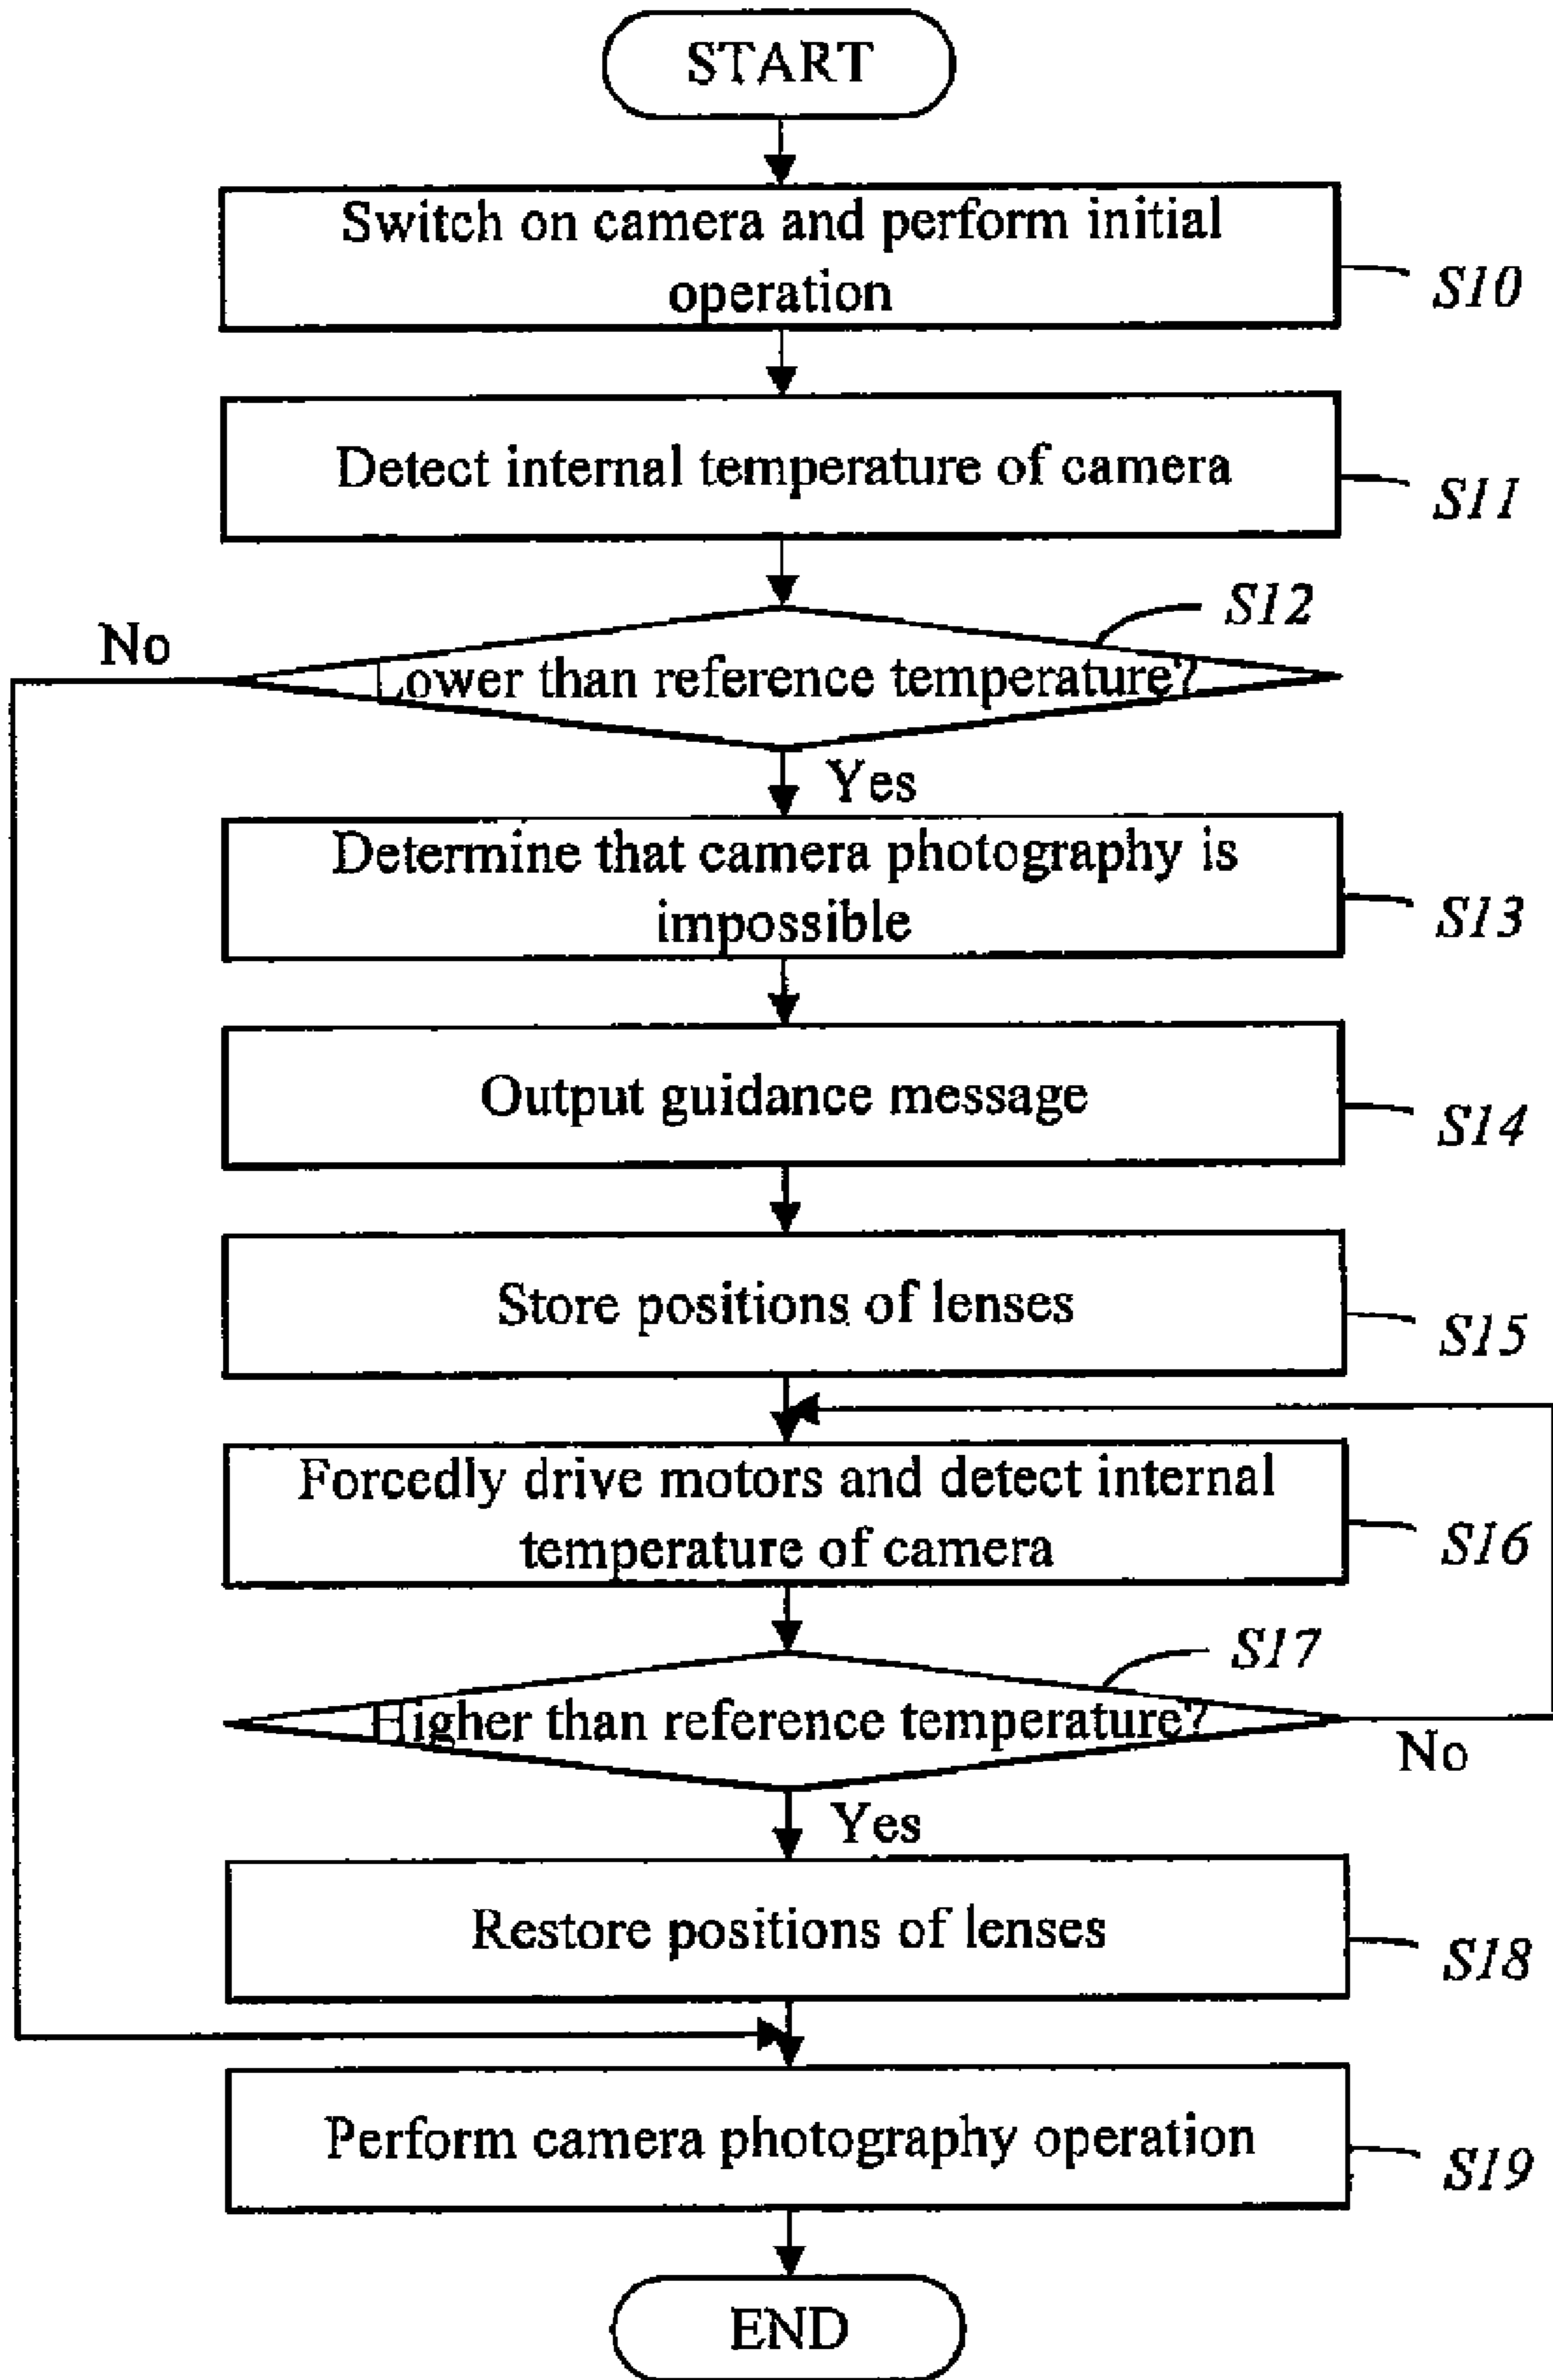 START
Switch on camera and perform initial
operation
S10
Detect internal temperature of camera
S11
S12
No
Lower than reference temperature?
Yes
Determine that camera photography is
impossible
S13
Output guidance message
S14
Store positions of lenses
S15
Forcedly drive motors and detect internal
temperature of camera
S16
S17
Higher than reference temperature?
No
Yes
Restore positions of lenses
S18
Perform camera photography operation
S19
END